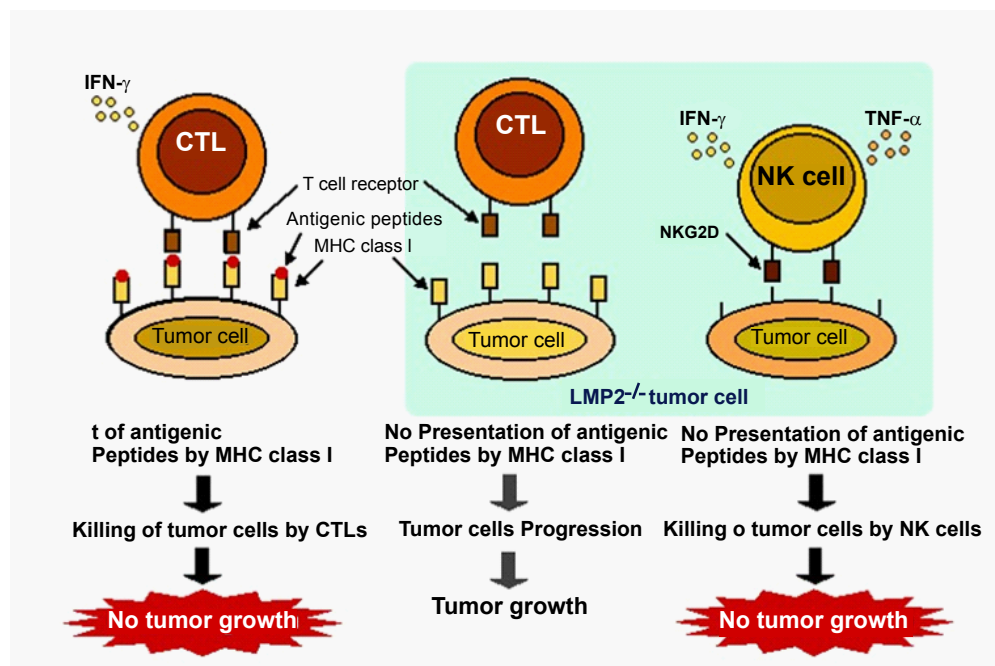 IFN-γ
CTL
T cell receptor
Antigenic peptides
MHC class I
Tumor cell
t of antigenic
Peptides by MHC class I
Killing of tumor cells by CTLs
No tumor growth
CTL
Tumor cell
No Presentation of antigenic
Peptides by MHC class I
Tumor cells Progression
Tumor growth
IFN-γ
TNF-α
NK cell
NKG2D
Tumor cell
LMP2-/- tumor cell
No Presentation of antigenic
Peptides by MHC class I
Killing o tumor cells by NK cells
No tumor growth